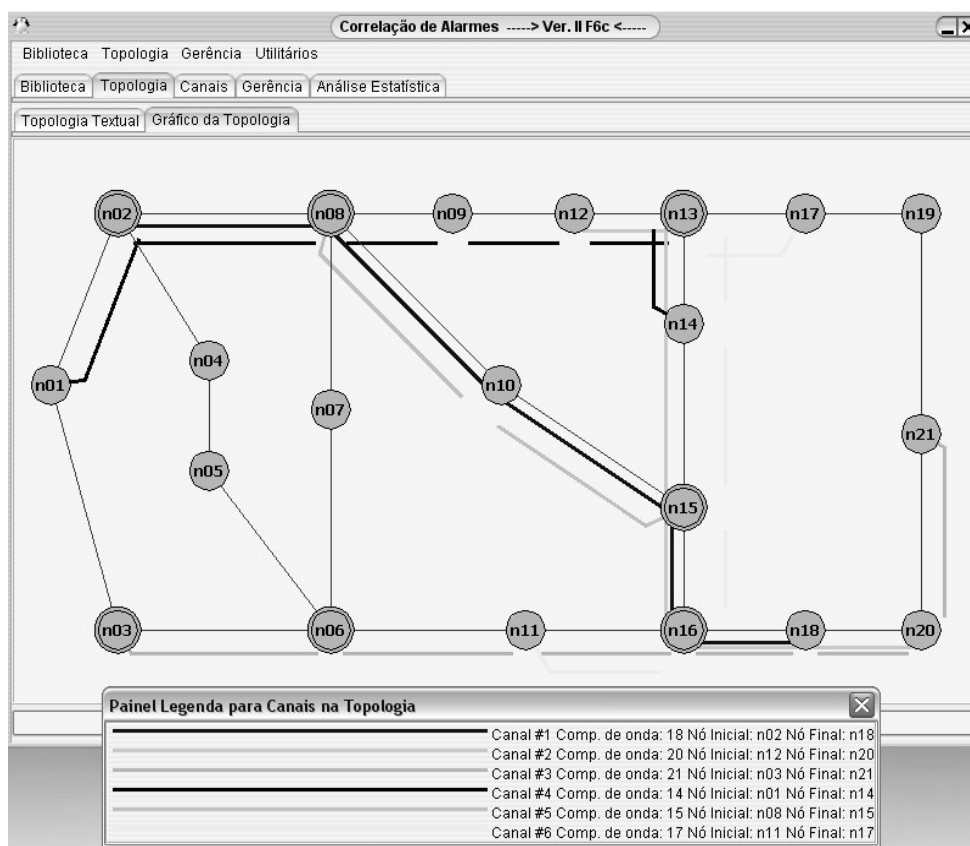 Correlação de Alarmes -----> Ver. II F6c <-----
Biblioteca Topologia Gerência Utilitários
Biblioteca Topologia Canais Gerência Análise Estatística
Topologia Textual Gráfico da Topologia
n02 n08 n09 n12 n13 n17 n19
n14
n04
n01 n10
n07
n21
n05
n15
n03 n06 n11 n16 n18 n20
Painel Legenda para Canais na Topologia
Canal #1 Comp. de onda: 18 Nó Inicial: n02 Nó Final: n18
Canal #2 Comp. de onda: 20 Nó Inicial: n12 Nó Final: n20
Canal #3 Comp. de onda: 21 Nó Inicial: n03 Nó Final: n21
Canal #4 Comp. de onda: 14 Nó Inicial: n01 Nó Final: n14
Canal #5 Comp. de onda: 15 Nó Inicial: n08 Nó Final: n15
Canal #6 Comp. de onda: 17 Nó Inicial: n11 Nó Final: n17